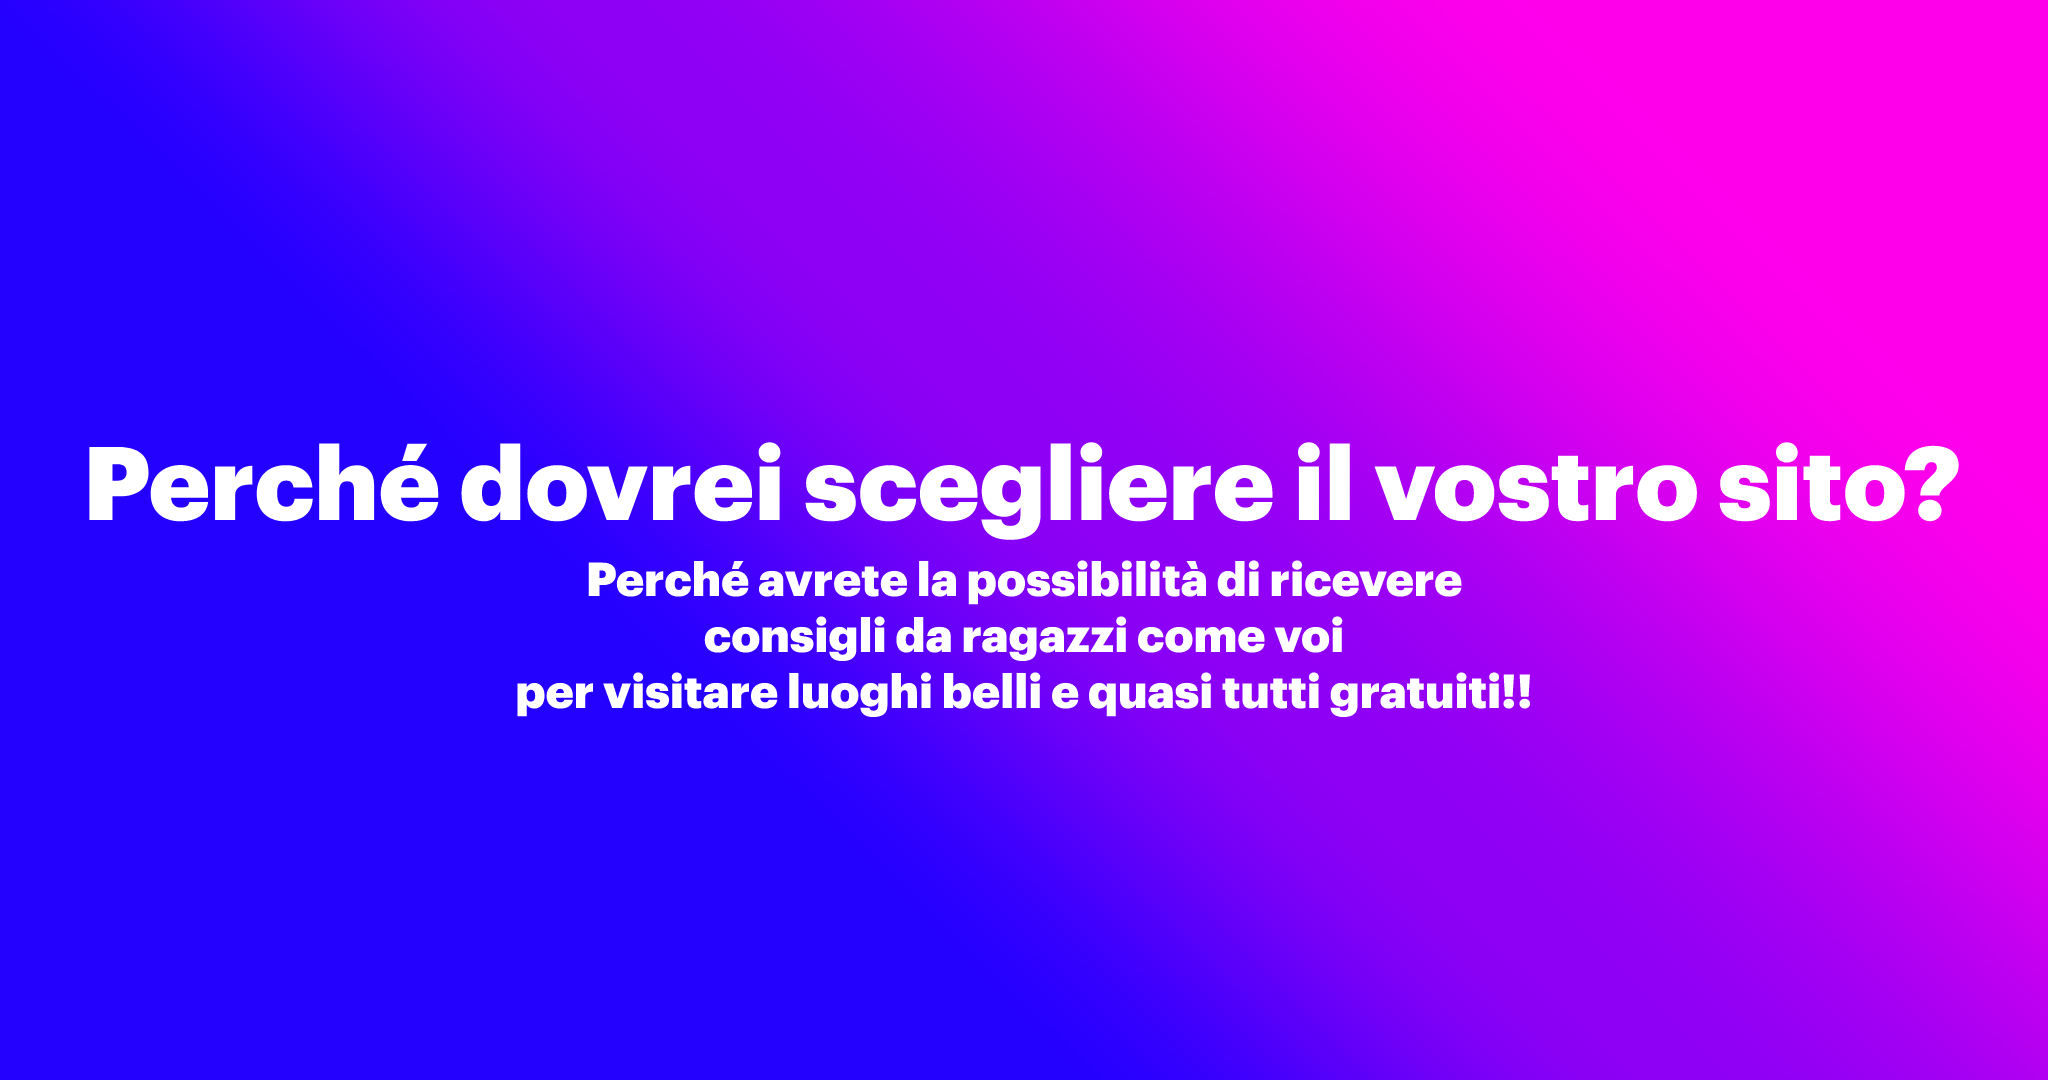 Perché dovrei scegliere il vostro sito?
Perché avrete la possibilità di ricevere
consigli da ragazzi come voi
per visitare luoghi belli e quasi tutti gratuiti!!